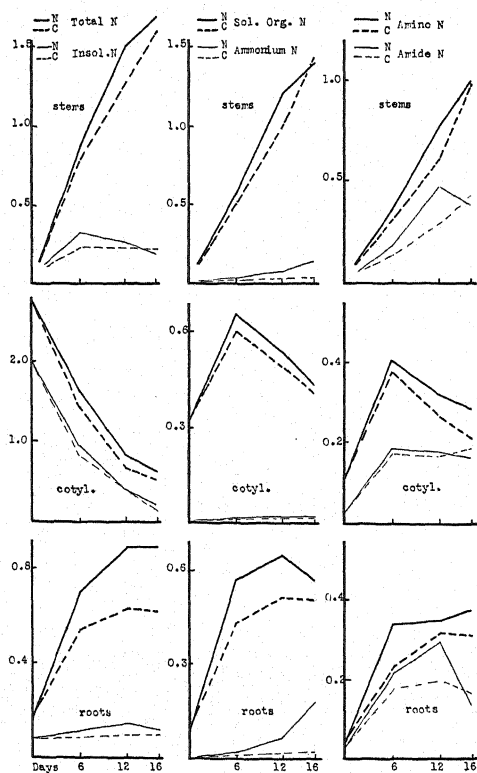 N Total N
C
N Insol.N
C
N Sol. Org. N
C
N Ammonium N
C
N Amino N
C
N Amide N
C
1.5
1.0
0.5
stems
1.5
1.0
0.5
stems
1.0
0.5
stems
2.0
1.0
cotyl.
0.6
0.3
cotyl.
0.4
0.2
cotyl.
0.8
0.4
roots
0.6
0.3
roots
0.4
0.2
roots
Days 6 12 16
6 12 16
6 12 16